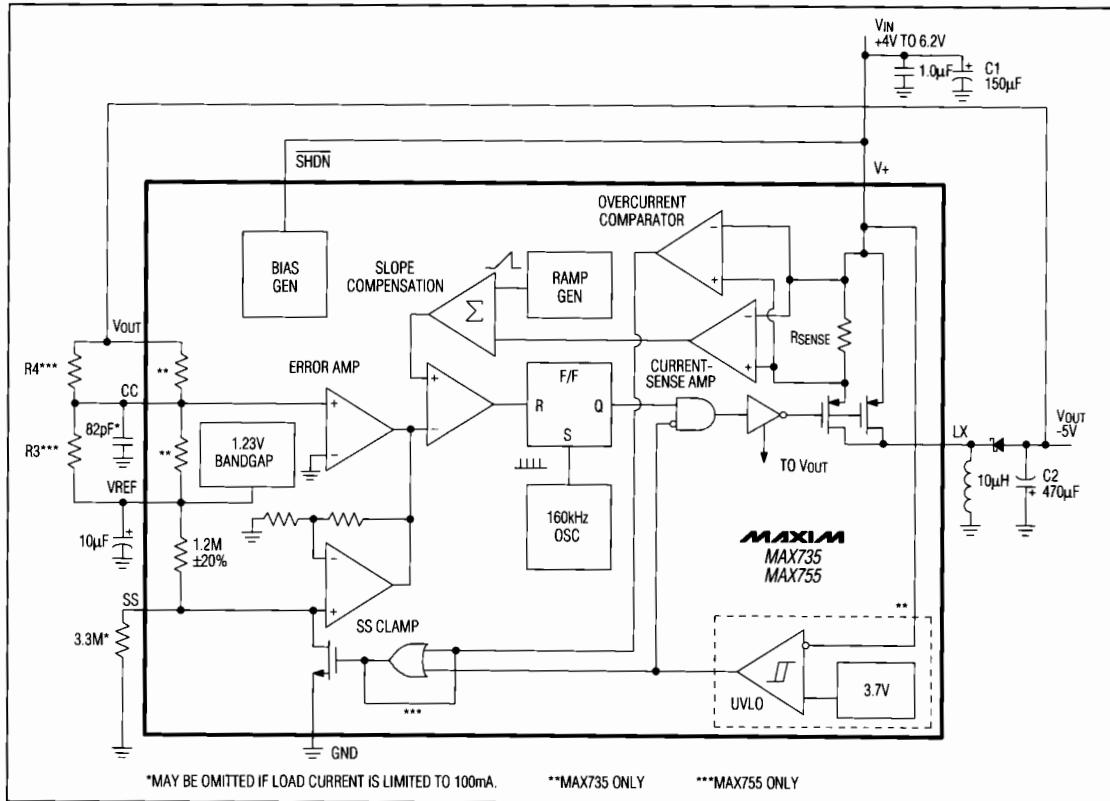 VIN
+4V TO 6.2V
1.0µF
+
C1
150µF
SHDN
V+
OVERCURRENT
COMPARATOR
BIAS
GEN
SLOPE
COMPENSATION
RAMP
GEN
Σ
RSENSE
VOUT
R4***
**
CC
ERROR AMP
CURRENT-
SENSE AMP
F/F
R
Q
S
82pF*
R3***
**
1.23V
BANDGAP
VREF
TO VOUT
LX
VOUT
-5V
10µH
C2
+
470µF
10µF
+
1.2M
±20%
160kHz
OSC
MAXIM
MAX735
MAX755
SS
3.3M*
SS CLAMP
**
***
UVLO
3.7V
GND
*MAY BE OMITTED IF LOAD CURRENT IS LIMITED TO 100mA. **MAX735 ONLY ***MAX755 ONLY